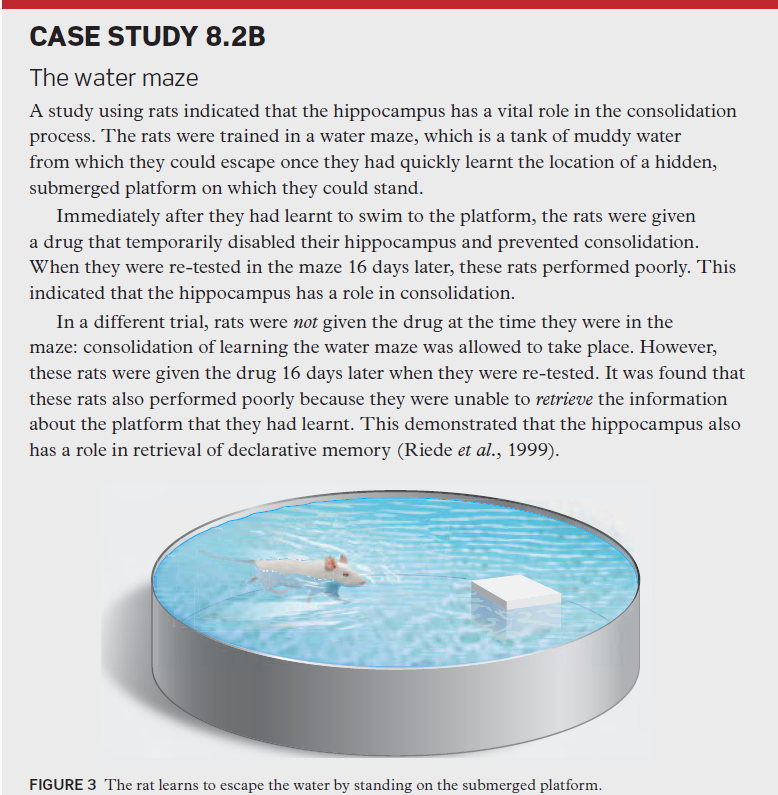 CASE STUDY 8.2B
The water maze
A study using rats indicated that the hippocampus has a vital role in the consolidation
process. The rats were trained in a water maze, which is a tank of muddy water
from which they could escape once they had quickly learnt the location of a hidden,
submerged platform on which they could stand.
Immediately after they had learnt to swim to the platform, the rats were given
a drug that temporarily disabled their hippocampus and prevented consolidation.
When they were re-tested in the maze 16 days later, these rats performed poorly. This
indicated that the hippocampus has a role in consolidation.
In a different trial, rats were not given the drug at the time they were in the
maze: consolidation of learning the water maze was allowed to take place. However,
these rats were given the drug 16 days later when they were re-tested. It was found that
these rats also performed poorly because they were unable to retrieve the information
about the platform that they had learnt. This demonstrated that the hippocampus also
has a role in retrieval of declarative memory (Riede et al., 1999).
FIGURE 3 The rat learns to escape the water by standing on the submerged platform.